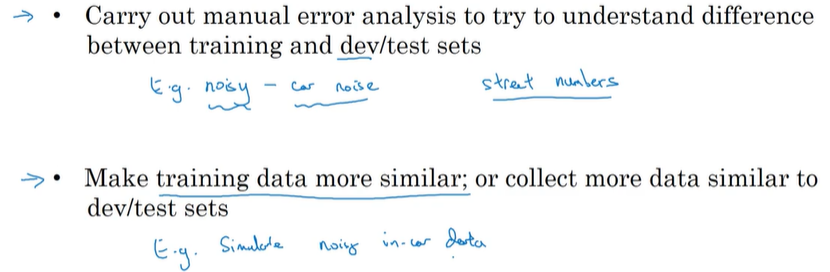 → • Carry out manual error analysis to try to understand difference
between training and dev/test sets
E.g. noisy - car noise street numbers
→ • Make training data more similar; or collect more data similar to
dev/test sets
E.g. Simulate noisy in-car data